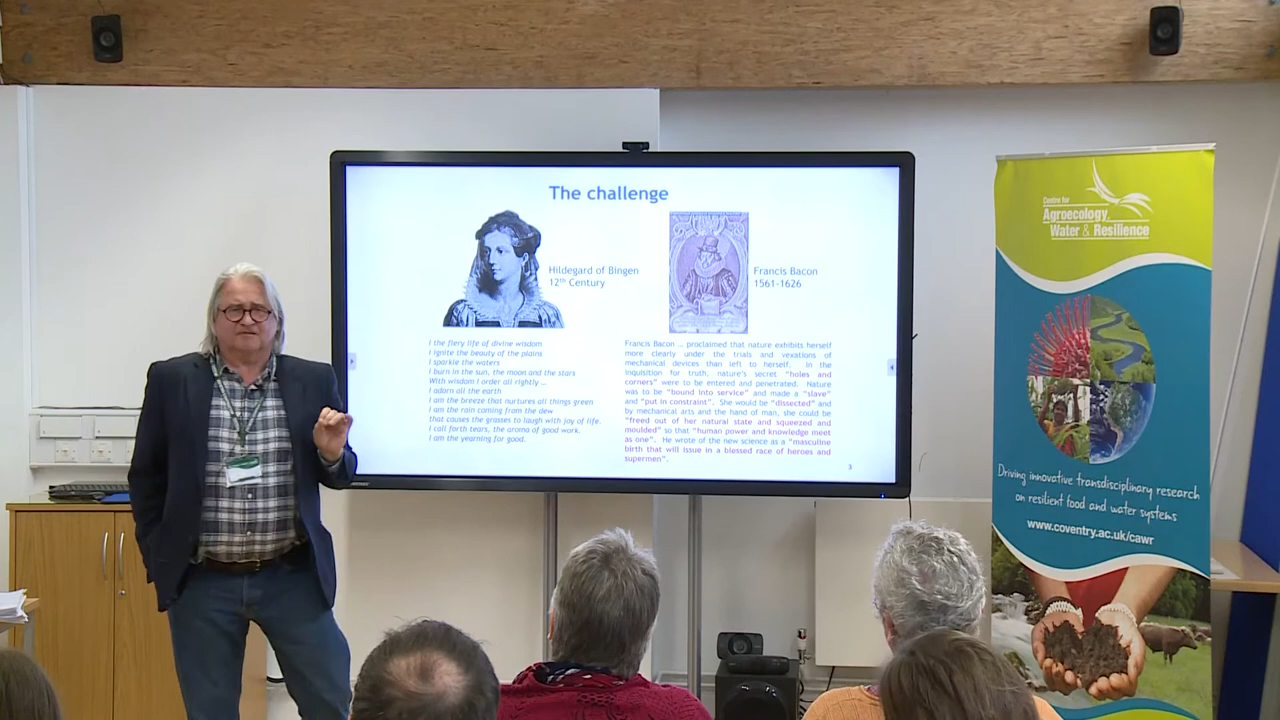 The challenge
Hildegard of Bingen
12th Century
Francis Bacon
1561-1626
I the fiery life of divine wisdom
I ignite the beauty of the plains
I sparkle the waters
I burn in the sun, the moon and the stars
With wisdom I order all rightly ...
I adorn all the earth
I am the breeze that nurtures all things green
I am the rain coming from the dew
that causes the grasses to laugh with joy of life.
I call forth tears, the aroma of good work.
I am the yearning for good.
Francis Bacon ... proclaimed that nature exhibits herself
more clearly under the trials and vexations of
mechanical devices than left to herself. In the
inquisition for truth, nature's secret "holes and
corners" were to be entered and penetrated. Nature
was to be "bound into service" and made a "slave"
and "put in constraint". She would be "dissected" and
by mechanical arts and the hand of man, she could be
"freed out of her natural state and squeezed and
moulded" so that "human power and knowledge meet
as one". He wrote of the new science as a "masculine
birth that will issue in a blessed race of heroes and
supermen".
3
Centre for
Agroecology,
Water & Resilience
Driving innovative transdisciplinary research
on resilient food and water systems
www.coventry.ac.uk/cawr